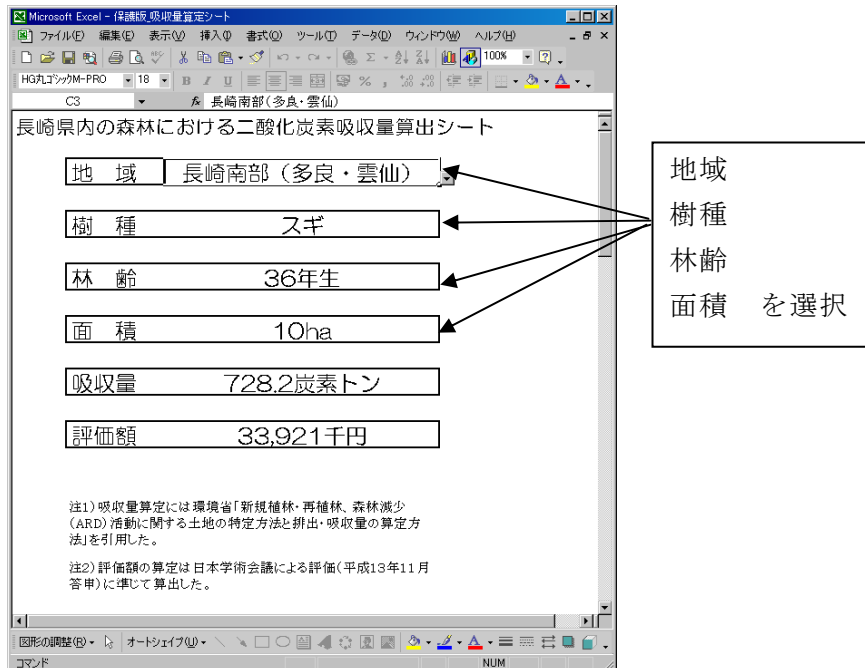 Microsoft Excel - 保護版_吸収量算定シート
ファイル(F) 編集(E) 表示(V) 挿入(I) 書式(O) ツール(T) データ(D) ウィンドウ(W) ヘルプ(H)
100%
HG丸ゴシックM-PRO 18 B I U
C3 fx 長崎南部(多良・雲仙)
長崎県内の森林における二酸化炭素吸収量算出シート
地 域 長崎南部（多良・雲仙）
樹 種 スギ
林 齢 36年生
面 積 10ha
吸収量 728.2炭素トン
評価額 33,921千円
注1)吸収量算定には環境省「新規植林・再植林、森林減少
(ARD)活動に関する土地の特定方法と排出・吸収量の算定方
法」を引用した。
注2)評価額の算定は日本学術会議による評価(平成13年11月
答申)に準じて算出した。
図形の調整(R) オートシェイプ(U)
コマンド NUM
地域
樹種
林齢
面積 を選択